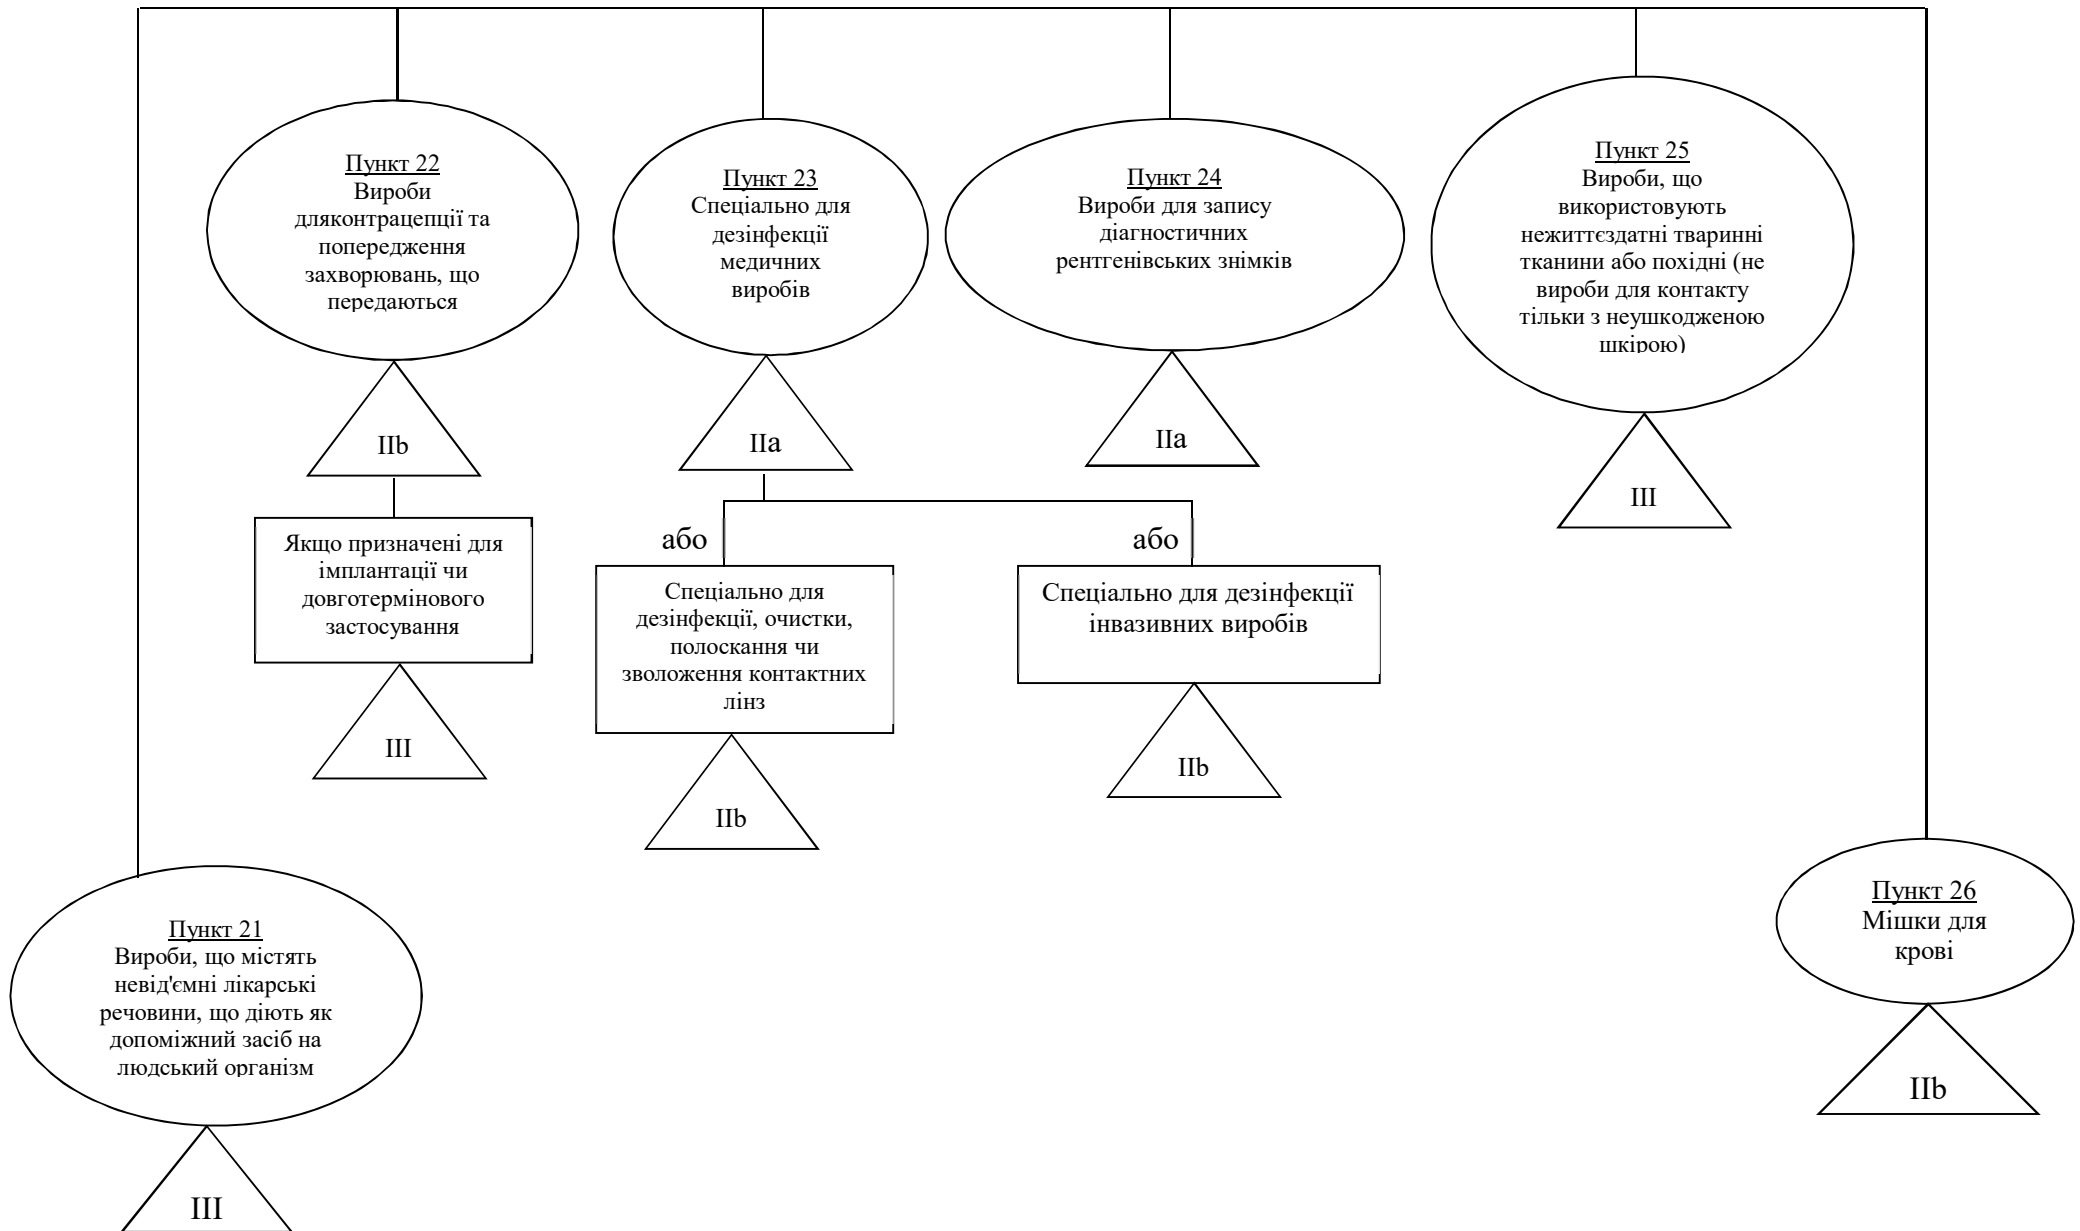 Пункт 22
Вироби
дляконтрацепції та
попередження
захворювань, що
передаються
IIb
Якщо призначені для
імплантації чи
довготермінового
застосування
III
Пункт 23
Спеціально для
дезінфекції
медичних
виробів
IIa
або
Спеціально для
дезінфекції, очистки,
полоскання чи
зволоження контактних
лінз
IIb
або
Спеціально для дезінфекції
інвазивних виробів
IIb
Пункт 24
Вироби для запису
діагностичних
рентгенівських знімків
IIa
Пункт 25
Вироби, що
використовують
нежиттєздатні тваринні
тканини або похідні (не
вироби для контакту
тільки з неушкодженою
шкірою)
III
Пункт 21
Вироби, що містять
невід'ємні лікарські
речовини, що діють як
допоміжний засіб на
людський організм
III
Пункт 26
Мішки для
крові
IIb